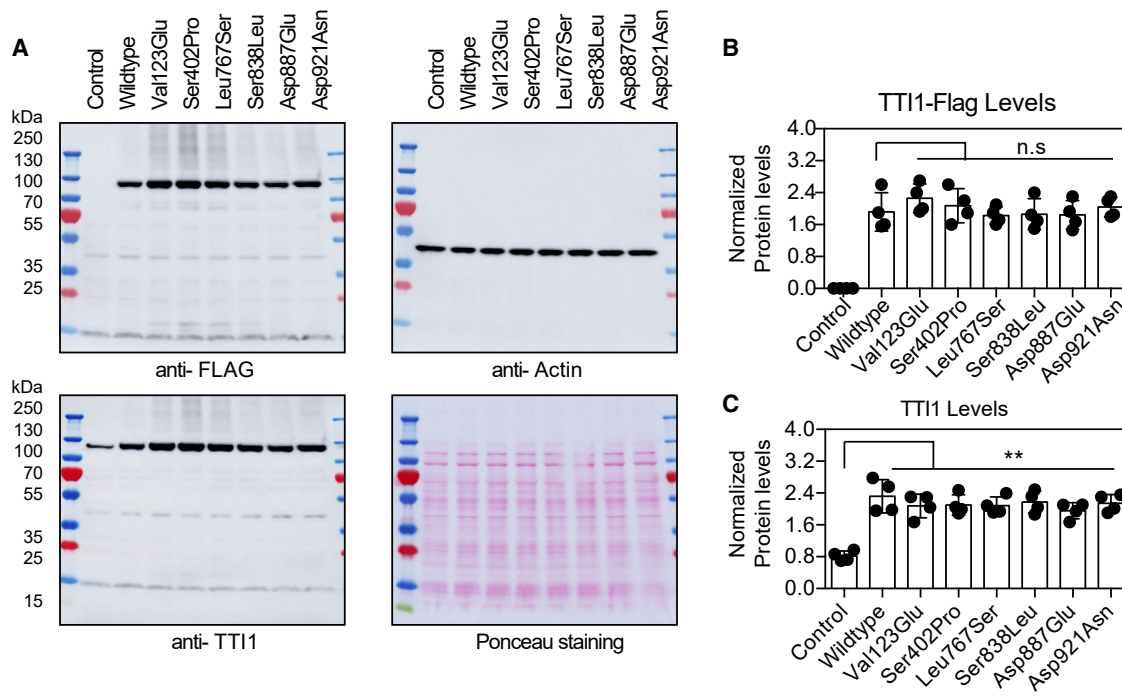 A
Control
Wildtype
Val123Glu
Ser402Pro
Leu767Ser
Ser838Leu
Asp887Glu
Asp921Asn
kDa
250
130
100
70
55
35
25
anti- FLAG
Control
Wildtype
Val123Glu
Ser402Pro
Leu767Ser
Ser838Leu
Asp887Glu
Asp921Asn
anti- Actin
kDa
250
130
100
70
55
35
25
15
anti- TTI1
Ponceau staining
B
TTI1-Flag Levels
Normalized
Protein levels
4.0
3.2
2.4
1.6
0.8
0.0
n.s
Control
Wildtype
Val123Glu
Ser402Pro
Leu767Ser
Ser838Leu
Asp887Glu
Asp921Asn
C
TTI1 Levels
Normalized
Protein levels
4.0
3.2
2.4
1.6
0.8
0.0
**
Control
Wildtype
Val123Glu
Ser402Pro
Leu767Ser
Ser838Leu
Asp887Glu
Asp921Asn